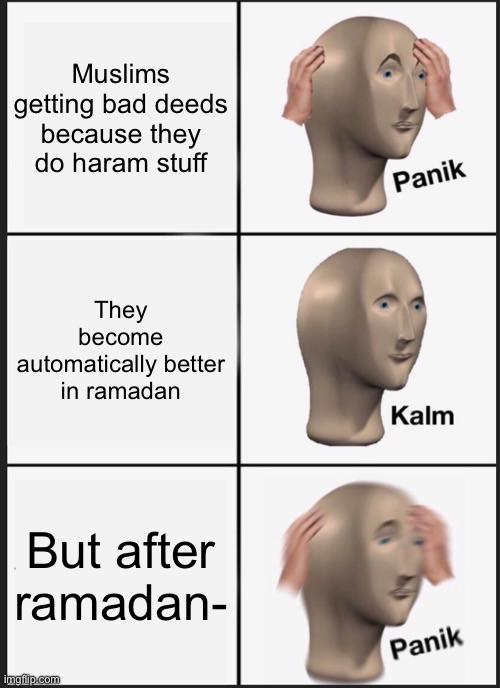 Muslims
getting bad deeds
because they
do haram stuff
Panik
They
become
automatically better
in ramadan
Kalm
But after
ramadan-
Panik
imgflip.com